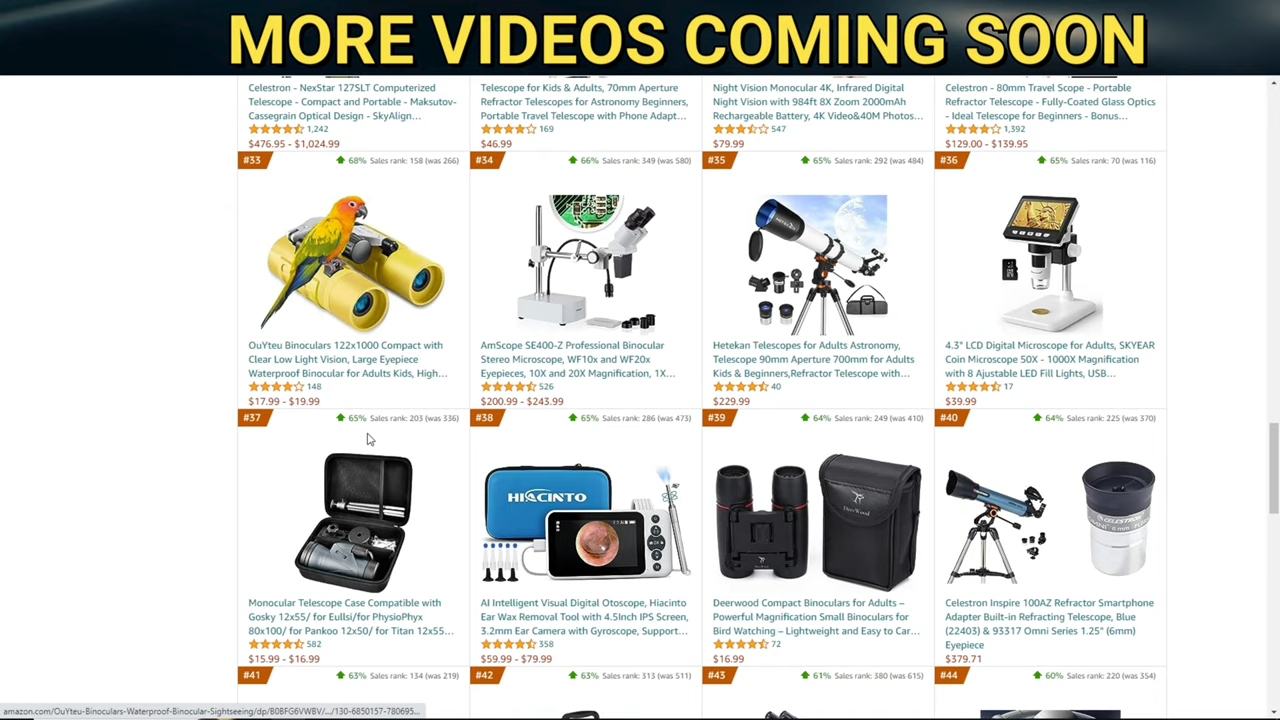 MORE VIDEOS COMING SOON
Celestron - NexStar 127SLT Computerized
Telescope - Compact and Portable - Maksutov-
Cassegrain Optical Design - SkyAlign...
1,242
$476.95 - $1,024.99
Telescope for Kids & Adults, 70mm Aperture
Refractor Telescopes for Astronomy Beginners,
Portable Travel Telescope with Phone Adapt...
169
$46.99
Night Vision Monocular 4K, Infrared Digital
Night Vision with 984ft 8X Zoom 2000mAh
Rechargeable Battery, 4K Video&40M Photos...
547
$79.99
Celestron - 80mm Travel Scope - Portable
Refractor Telescope - Fully-Coated Glass Optics
- Ideal Telescope for Beginners - Bonus...
1,392
$129.00 - $139.95
#33
68% Sales rank: 158 (was 266)
OuYteu Binoculars 122x1000 Compact with
Clear Low Light Vision, Large Eyepiece
Waterproof Binocular for Adults Kids, High...
148
$17.99 - $19.99
#34
66% Sales rank: 349 (was 580)
AmScope SE400-Z Professional Binocular
Stereo Microscope, WF10x and WF20x
Eyepieces, 10X and 20X Magnification, 1X...
526
$200.99 - $243.99
#35
65% Sales rank: 292 (was 484)
Hetekan Telescopes for Adults Astronomy,
Telescope 90mm Aperture 700mm for Adults
Kids & Beginners,Refractor Telescope with...
40
$229.99
#36
65% Sales rank: 70 (was 116)
4.3" LCD Digital Microscope for Adults, SKYEAR
Coin Microscope 50X - 1000X Magnification
with 8 Ajustable LED Fill Lights, USB...
17
$39.99
#37
65% Sales rank: 203 (was 336)
Monocular Telescope Case Compatible with
Gosky 12x55/ for Eullsi/for PhysioPhyx
80x100/ for Pankoo 12x50/ for Titan 12x55...
582
$15.99 - $16.99
#38
65% Sales rank: 286 (was 473)
HIACINTO
AI Intelligent Visual Digital Otoscope, Hiacinto
Ear Wax Removal Tool with 4.5Inch IPS Screen,
3.2mm Ear Camera with Gyroscope, Support...
358
$59.99 - $79.99
#39
64% Sales rank: 249 (was 410)
DeerWood
Deerwood Compact Binoculars for Adults –
Powerful Magnification Small Binoculars for
Bird Watching – Lightweight and Easy to Car...
72
$16.99
#40
64% Sales rank: 225 (was 370)
CELESTRON
Celestron Inspire 100AZ Refractor Smartphone
Adapter Built-in Refracting Telescope, Blue
(22403) & 93317 Omni Series 1.25" (6mm)
Eyepiece
$379.71
#41
63% Sales rank: 134 (was 219)
#42
63% Sales rank: 313 (was 511)
#43
61% Sales rank: 380 (was 615)
#44
60% Sales rank: 220 (was 354)
amazon.com/OuYteu-Binoculars-Waterproof-Binocular-Sightseeing/dp/B0BFG6VWBV/.../130-6850157-780695...